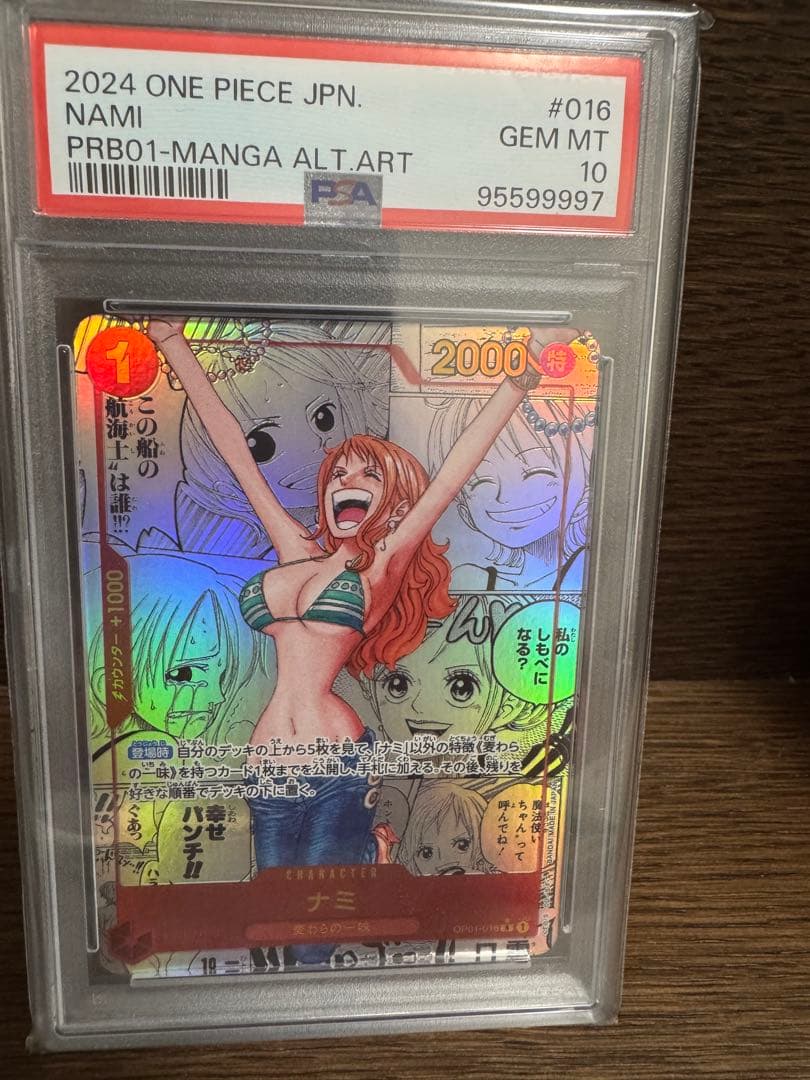 2024 ONE PIECE JPN.
#016
NAMI
GEM MT
PRB01-MANGA ALT.ART
10
PSA
95599997
1
2000
特
この船の
航海士"は誰!!?
カウンター +1000
私の
しもべに
なる?
登場時 自分のデッキの上から5枚を見て、「ナミ」以外の特徴《麦わら
の一味》を持つカード1枚までを公開し、手札に加える。その後、残りを
好きな順番でデッキの下に置く。
幸せ
パンチ!!
ぐあっ
魔法使い
ちゃんって
呼んでね!
CHARACTER
ナミ
麦わらの一味
OP01-016
1